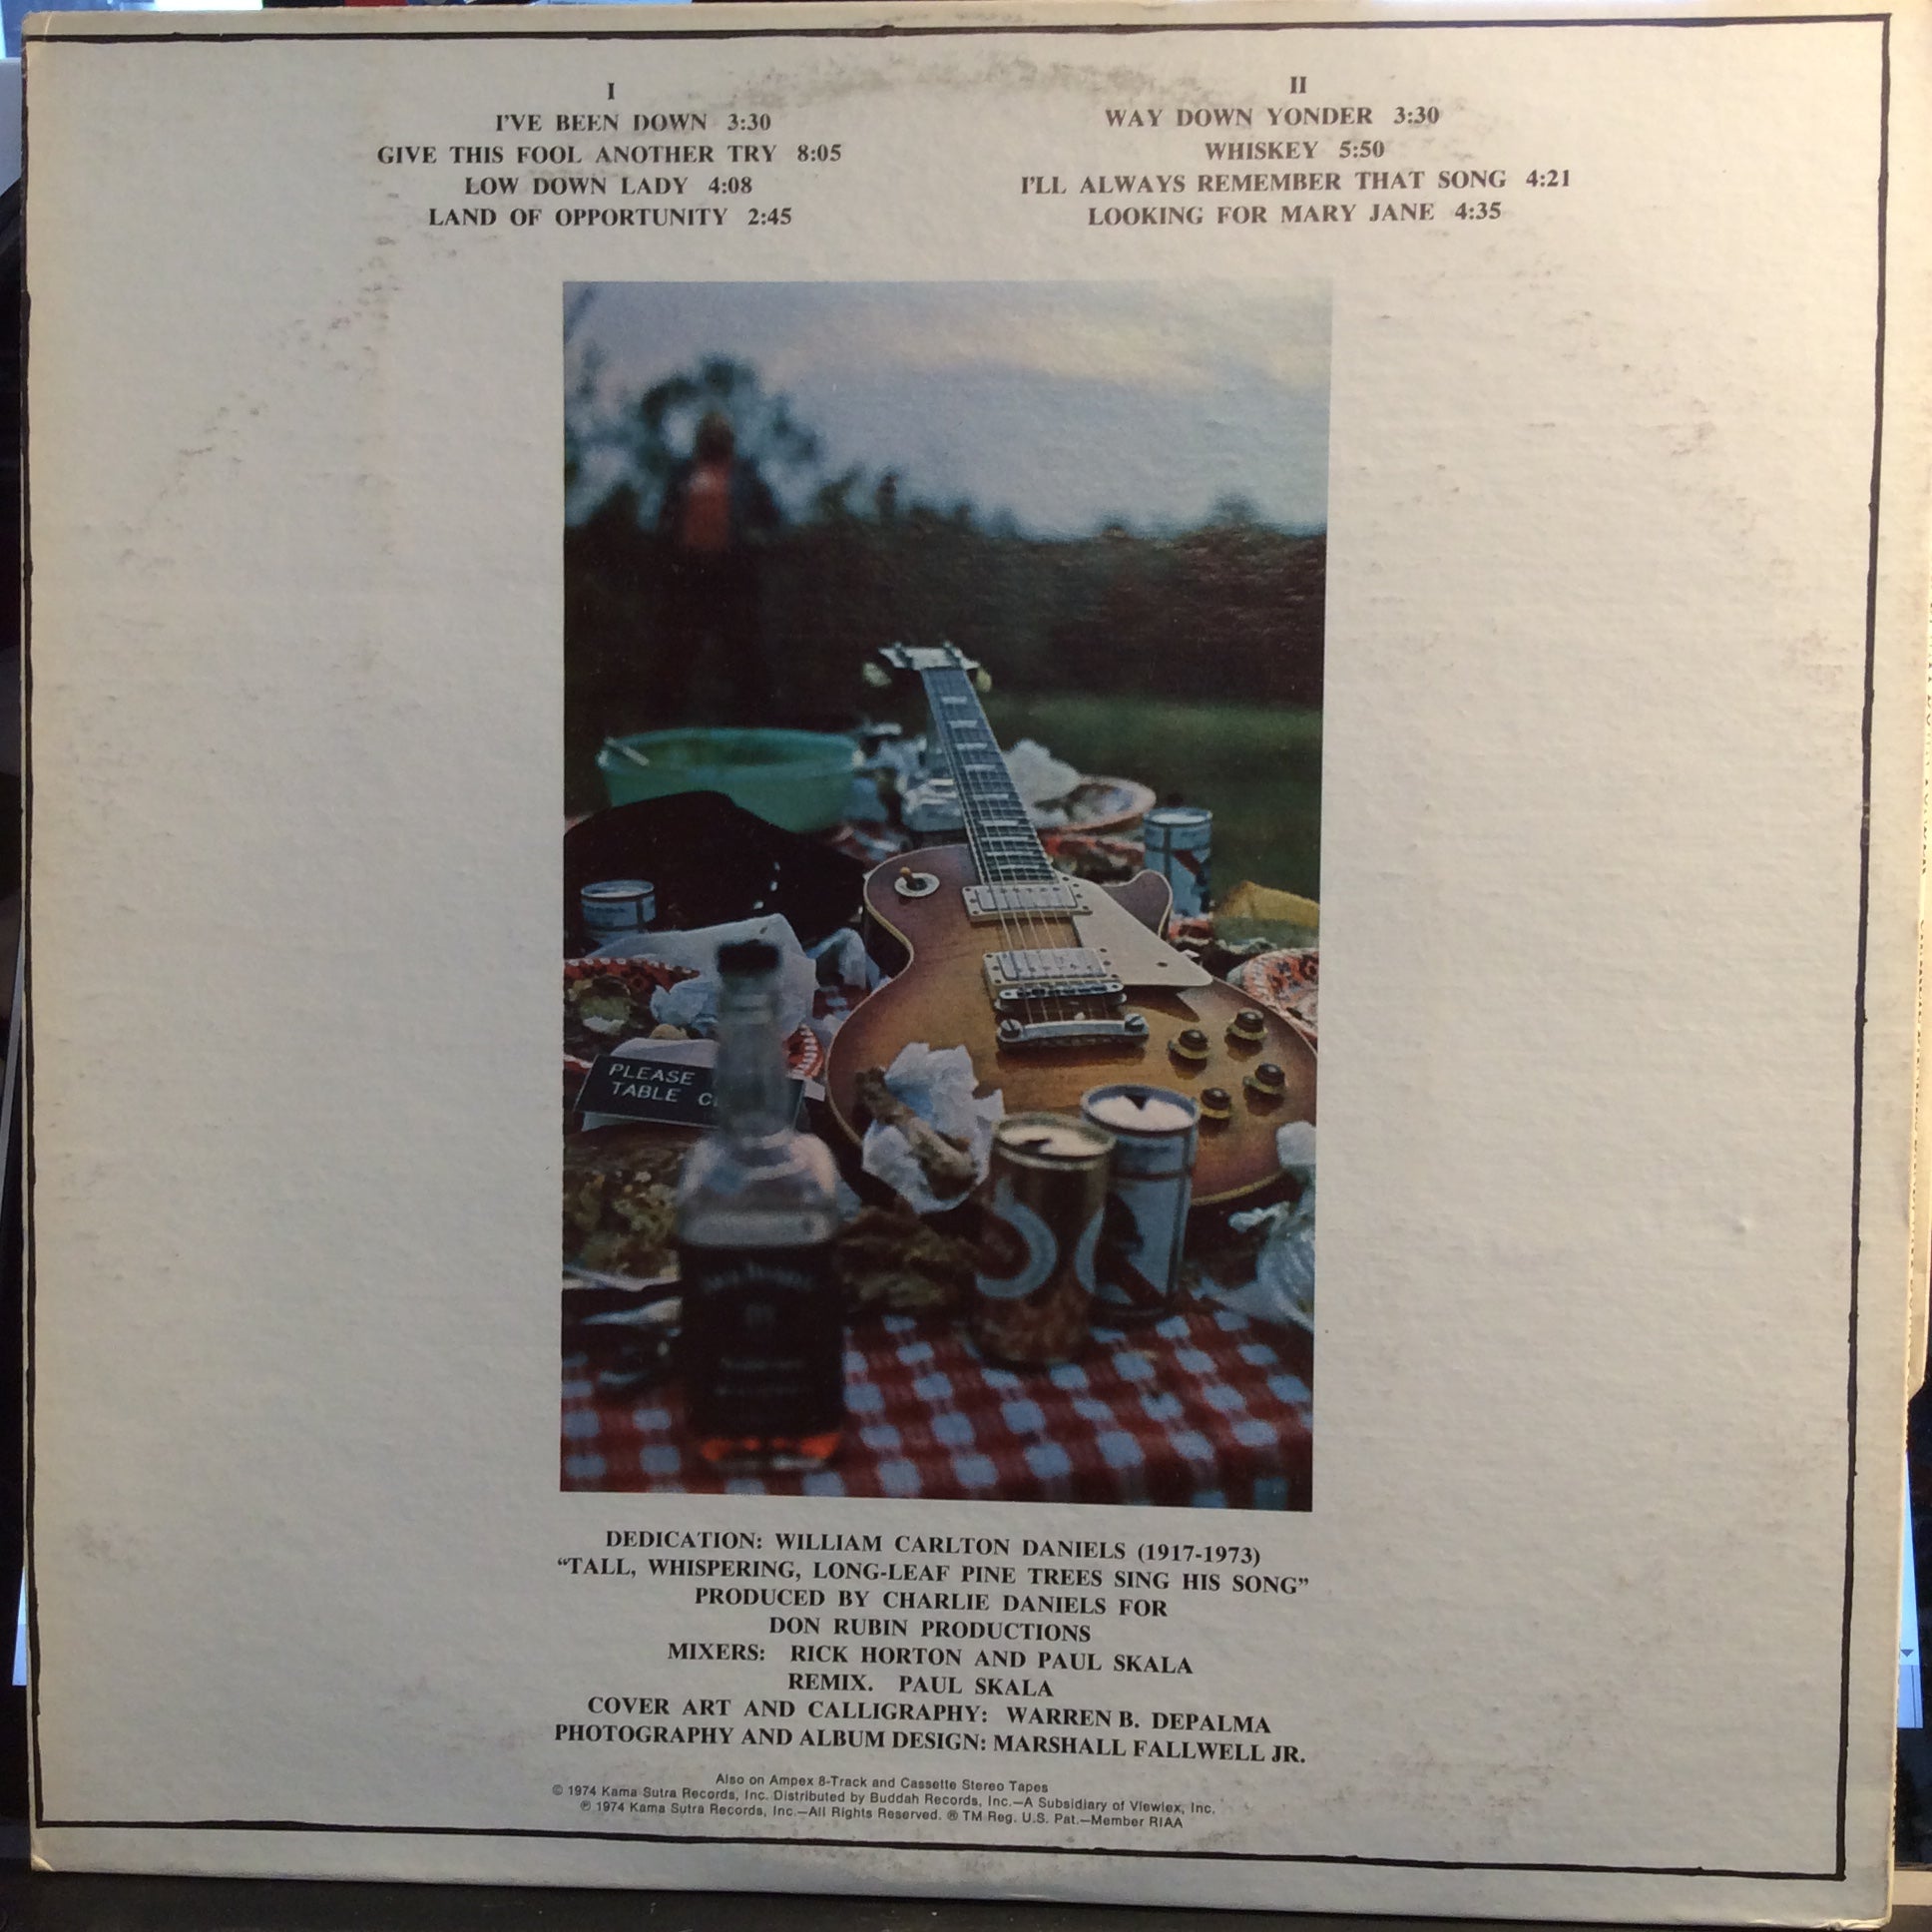 I
I'VE BEEN DOWN 3:30
GIVE THIS FOOL ANOTHER TRY 8:05
LOW DOWN LADY 4:08
LAND OF OPPORTUNITY 2:45
II
WAY DOWN YONDER 3:30
WHISKEY 5:50
I'LL ALWAYS REMEMBER THAT SONG 4:21
LOOKING FOR MARY JANE 4:35
PLEASE
TABLE C
DEDICATION: WILLIAM CARLTON DANIELS (1917-1973)
“TALL, WHISPERING, LONG-LEAF PINE TREES SING HIS SONG”
PRODUCED BY CHARLIE DANIELS FOR
DON RUBIN PRODUCTIONS
MIXERS: RICK HORTON AND PAUL SKALA
REMIX. PAUL SKALA
COVER ART AND CALLIGRAPHY: WARREN B. DEPALMA
PHOTOGRAPHY AND ALBUM DESIGN: MARSHALL FALLWELL JR.
Also on Ampex 8-Track and Cassette Stereo Tapes
© 1974 Kama Sutra Records, Inc. Distributed by Buddah Records, Inc.—A Subsidiary of Viewlex, Inc.
℗ 1974 Kama Sutra Records, Inc.—All Rights Reserved. ® TM Reg. U.S. Pat.—Member RIAA